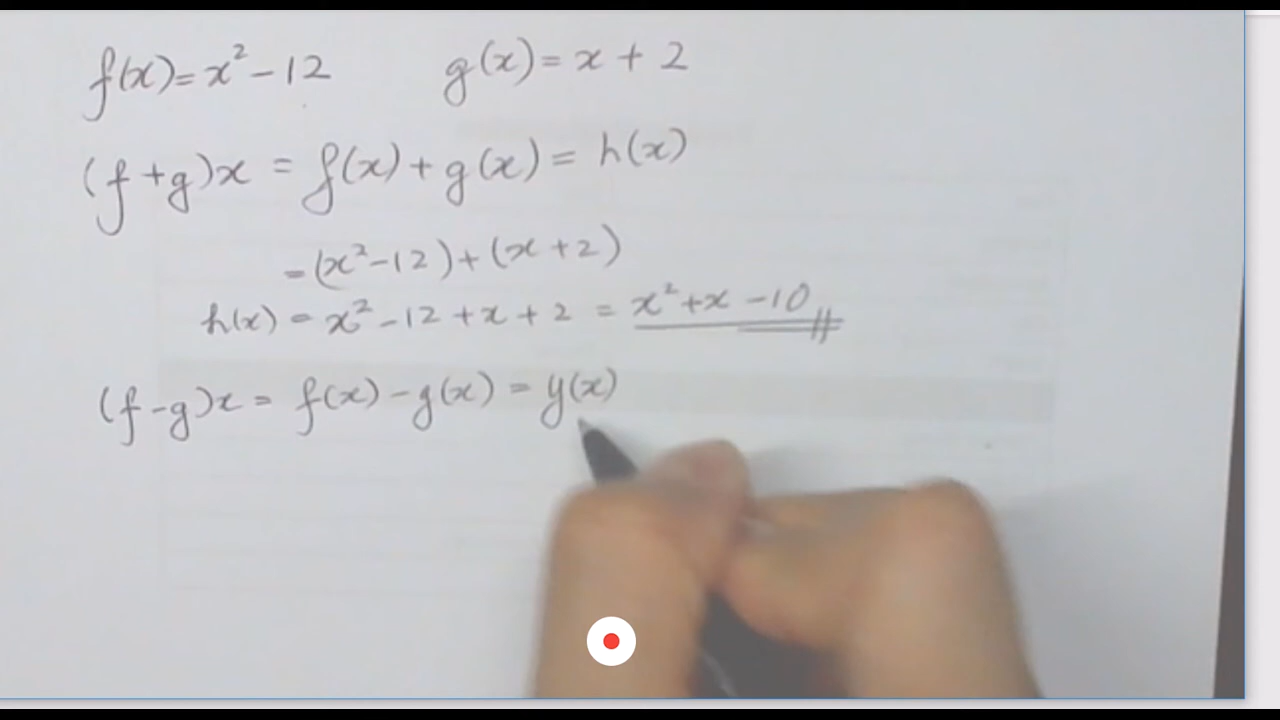 f(x)= x² - 12 g(x)= x + 2
(f+g)x = f(x)+g(x) = h(x)
= (x²-12)+(x+2)
h(x) = x² - 12 + x + 2 = x² + x - 10
(f-g)x = f(x) - g(x) = y(x)